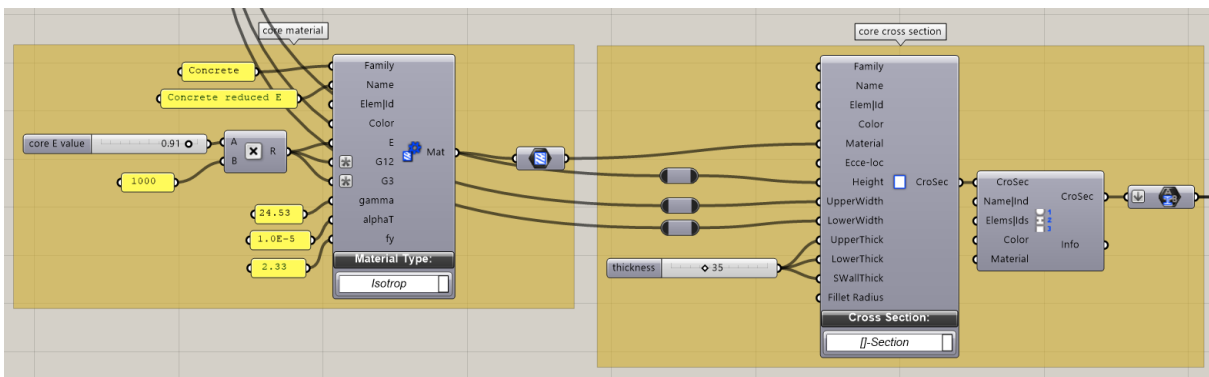 core material
Concrete
Concrete reduced E
core E value
0.91
A
B
R
1000
24.53
1.0E-5
2.33
Family
Name
Elem|Id
Color
E
G12
G3
gamma
alphaT
fy
Mat
Material Type:
Isotrop
core cross section
Family
Name
Elem|Id
Color
Material
Ecce-loc
Height
UpperWidth
LowerWidth
UpperThick
LowerThick
SWallThick
Fillet Radius
CroSec
Cross Section:
[]-Section
thickness
35
CroSec
Name|Ind
Elems|Ids
Color
Material
1
2
3
CroSec
Info